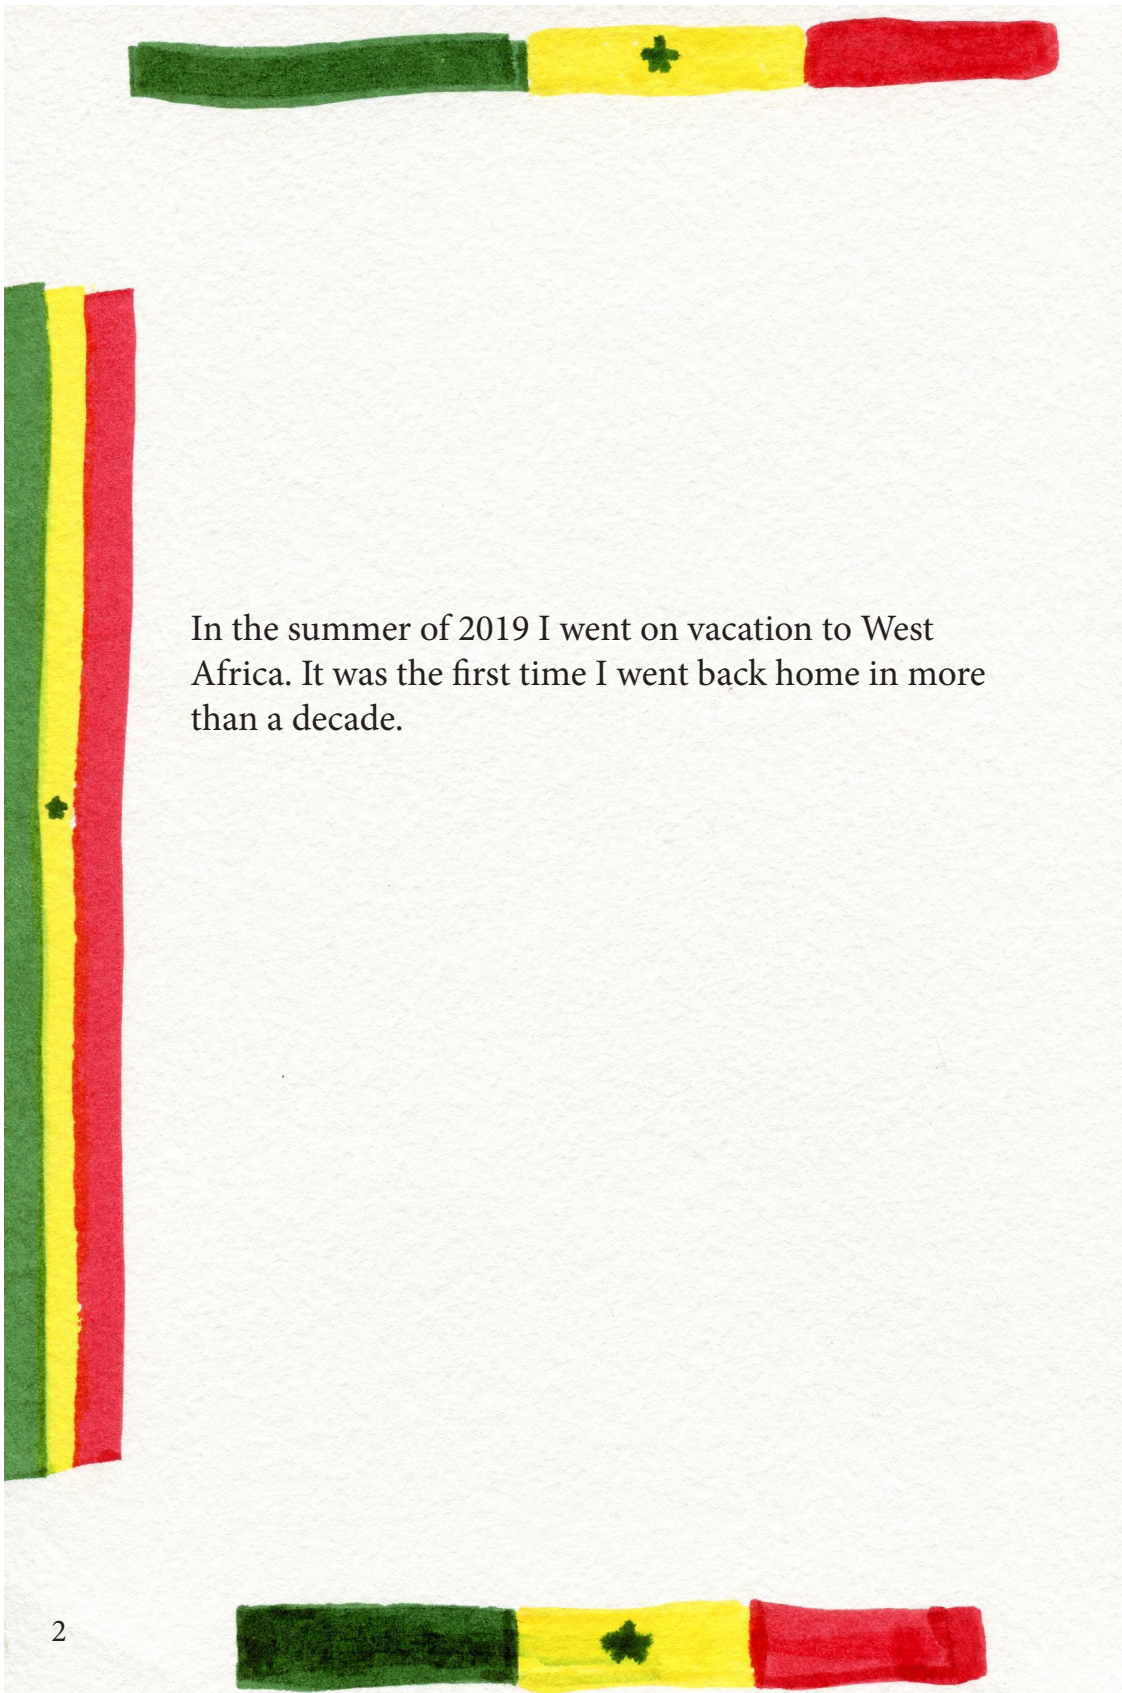 In the summer of 2019 I went on vacation to West
Africa. It was the first time I went back home in more
than a decade.
2